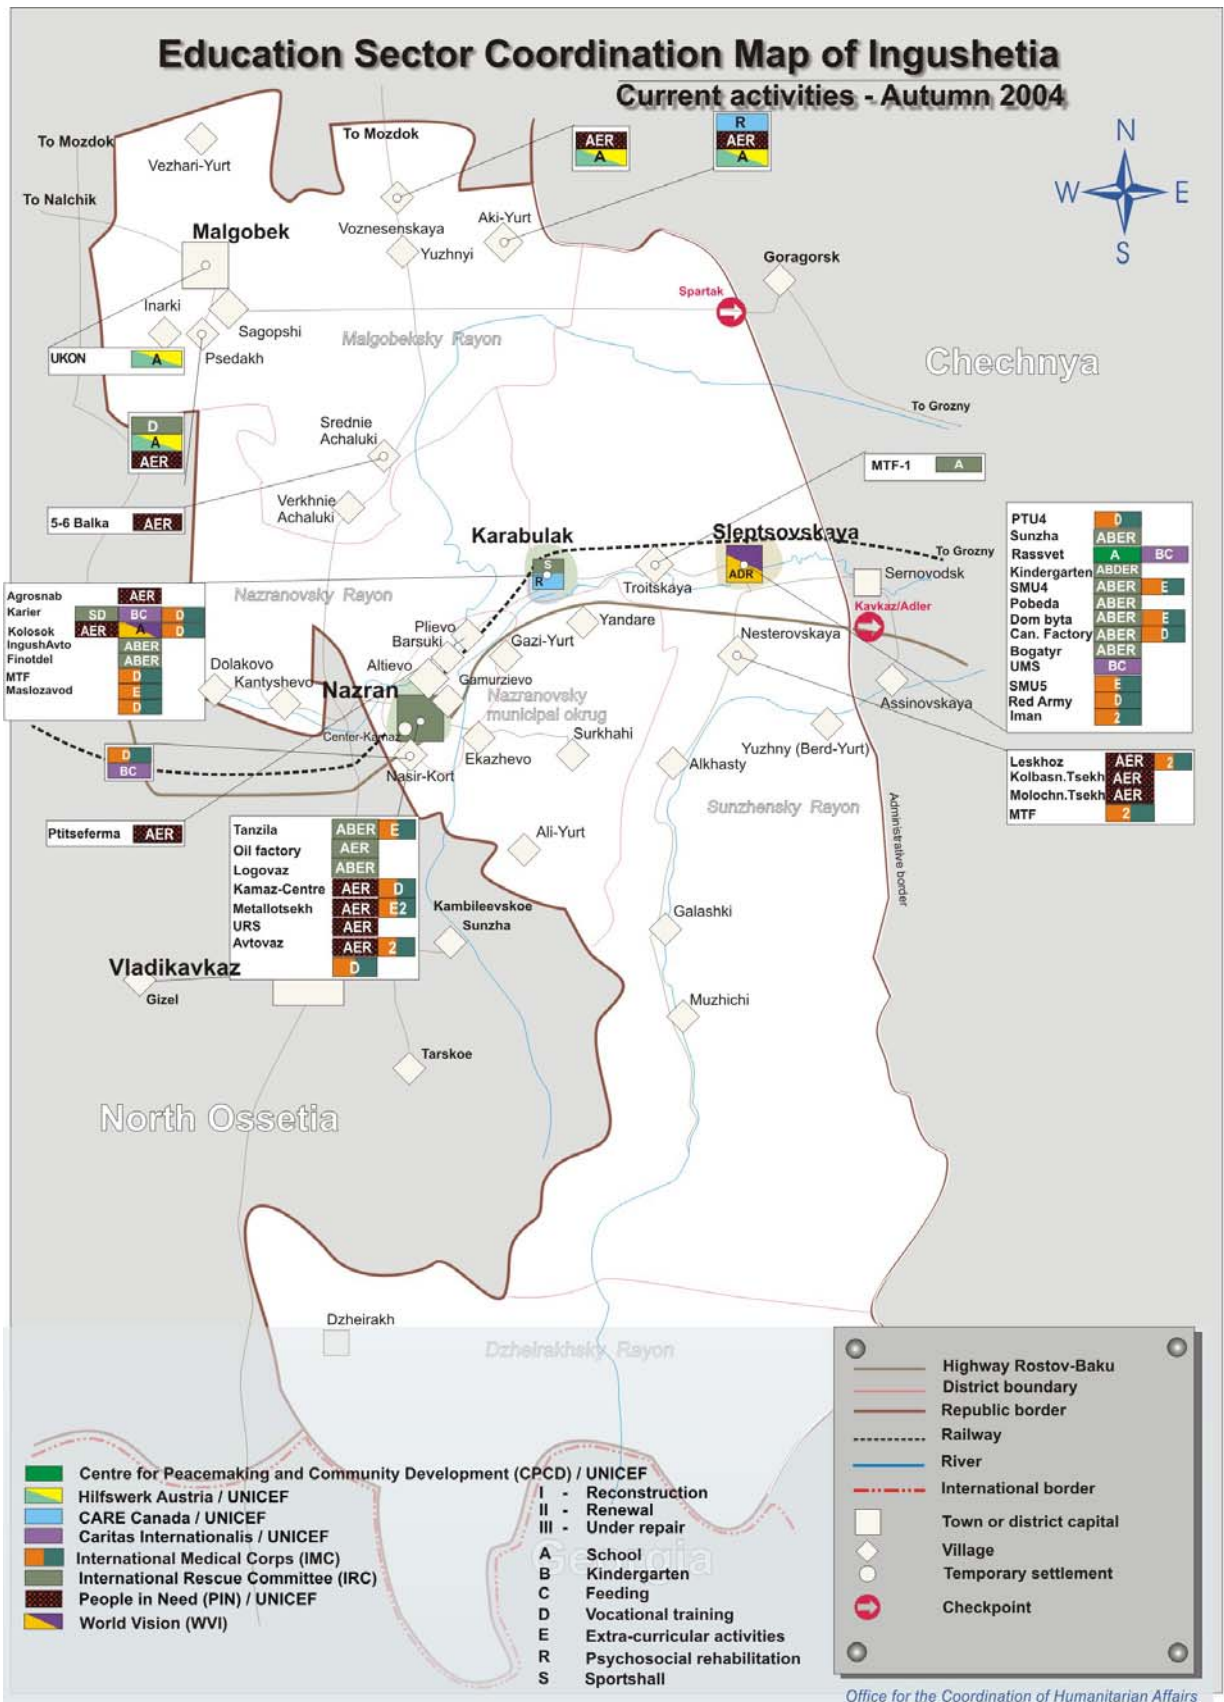 Education Sector Coordination Map of Ingushetia
Current activities - Autumn 2004
To Mozdok
To Mozdok
To Nalchik
Vezhari-Yurt
AER
A
R
AER
A
N
W
E
S
Malgobek
Voznesenskaya
Aki-Yurt
Yuzhnyi
Goragorsk
Spartak
Inarki
Sagopshi
Psedakh
Malgobeksky Rayon
UKON A
Chechnya
To Grozny
D
A
AER
Srednie
Achaluki
MTF-1 A
5-6 Balka AER
Verkhnie
Achaluki
Karabulak
Sleptsovskaya
To Grozny
S
R
ADR
Troitskaya
Sernovodsk
Kavkaz/Adler
PTU4 D
Sunzha ABER
Rassvet A BC
Kindergarten ABDER
SMU4 ABER E
Pobeda ABER
Dom byta ABER E
Can. Factory ABER D
Bogatyr ABER
UMS BC
SMU5 E
Red Army D
Iman 2
Agrosnab AER
Karier SD BC D
Kolosok AER A D
IngushAvto ABER
Finotdel ABER
MTF D
Maslozavod E
D
Nazranovsky Rayon
Plievo
Barsuki
Altievo
Gazi-Yurt
Yandare
Nesterovskaya
Dolakovo
Kantyshevo
Nazran
Gamurzievo
Nazranovsky
municipal okrug
Assinovskaya
Center-Kamaz
Surkhahi
Ekazhevo
Nasir-Kort
Yuzhny (Berd-Yurt)
Alkhasty
D
BC
Leskhoz AER 2
Kolbasn.Tsekh AER
Molochn.Tsekh AER
MTF 2
Sunzhensky Rayon
Administrative border
Ptitseferma AER
Ali-Yurt
Tanzila ABER E
Oil factory AER
Logovaz ABER
Kamaz-Centre AER D
Metallotsekh AER E2
URS AER
Avtovaz AER 2
D
Kambileevskoe
Sunzha
Galashki
Vladikavkaz
Gizel
Muzhichi
Tarskoe
North Ossetia
Dzheirakh
Dzheirakhsky Rayon
Georgia
Centre for Peacemaking and Community Development (CPCD) / UNICEF
Hilfswerk Austria / UNICEF
CARE Canada / UNICEF
Caritas Internationalis / UNICEF
International Medical Corps (IMC)
International Rescue Committee (IRC)
People in Need (PIN) / UNICEF
World Vision (WVI)
I - Reconstruction
II - Renewal
III - Under repair
A School
B Kindergarten
C Feeding
D Vocational training
E Extra-curricular activities
R Psychosocial rehabilitation
S Sportshall
Highway Rostov-Baku
District boundary
Republic border
Railway
River
International border
Town or district capital
Village
Temporary settlement
Checkpoint
Office for the Coordination of Humanitarian Affairs